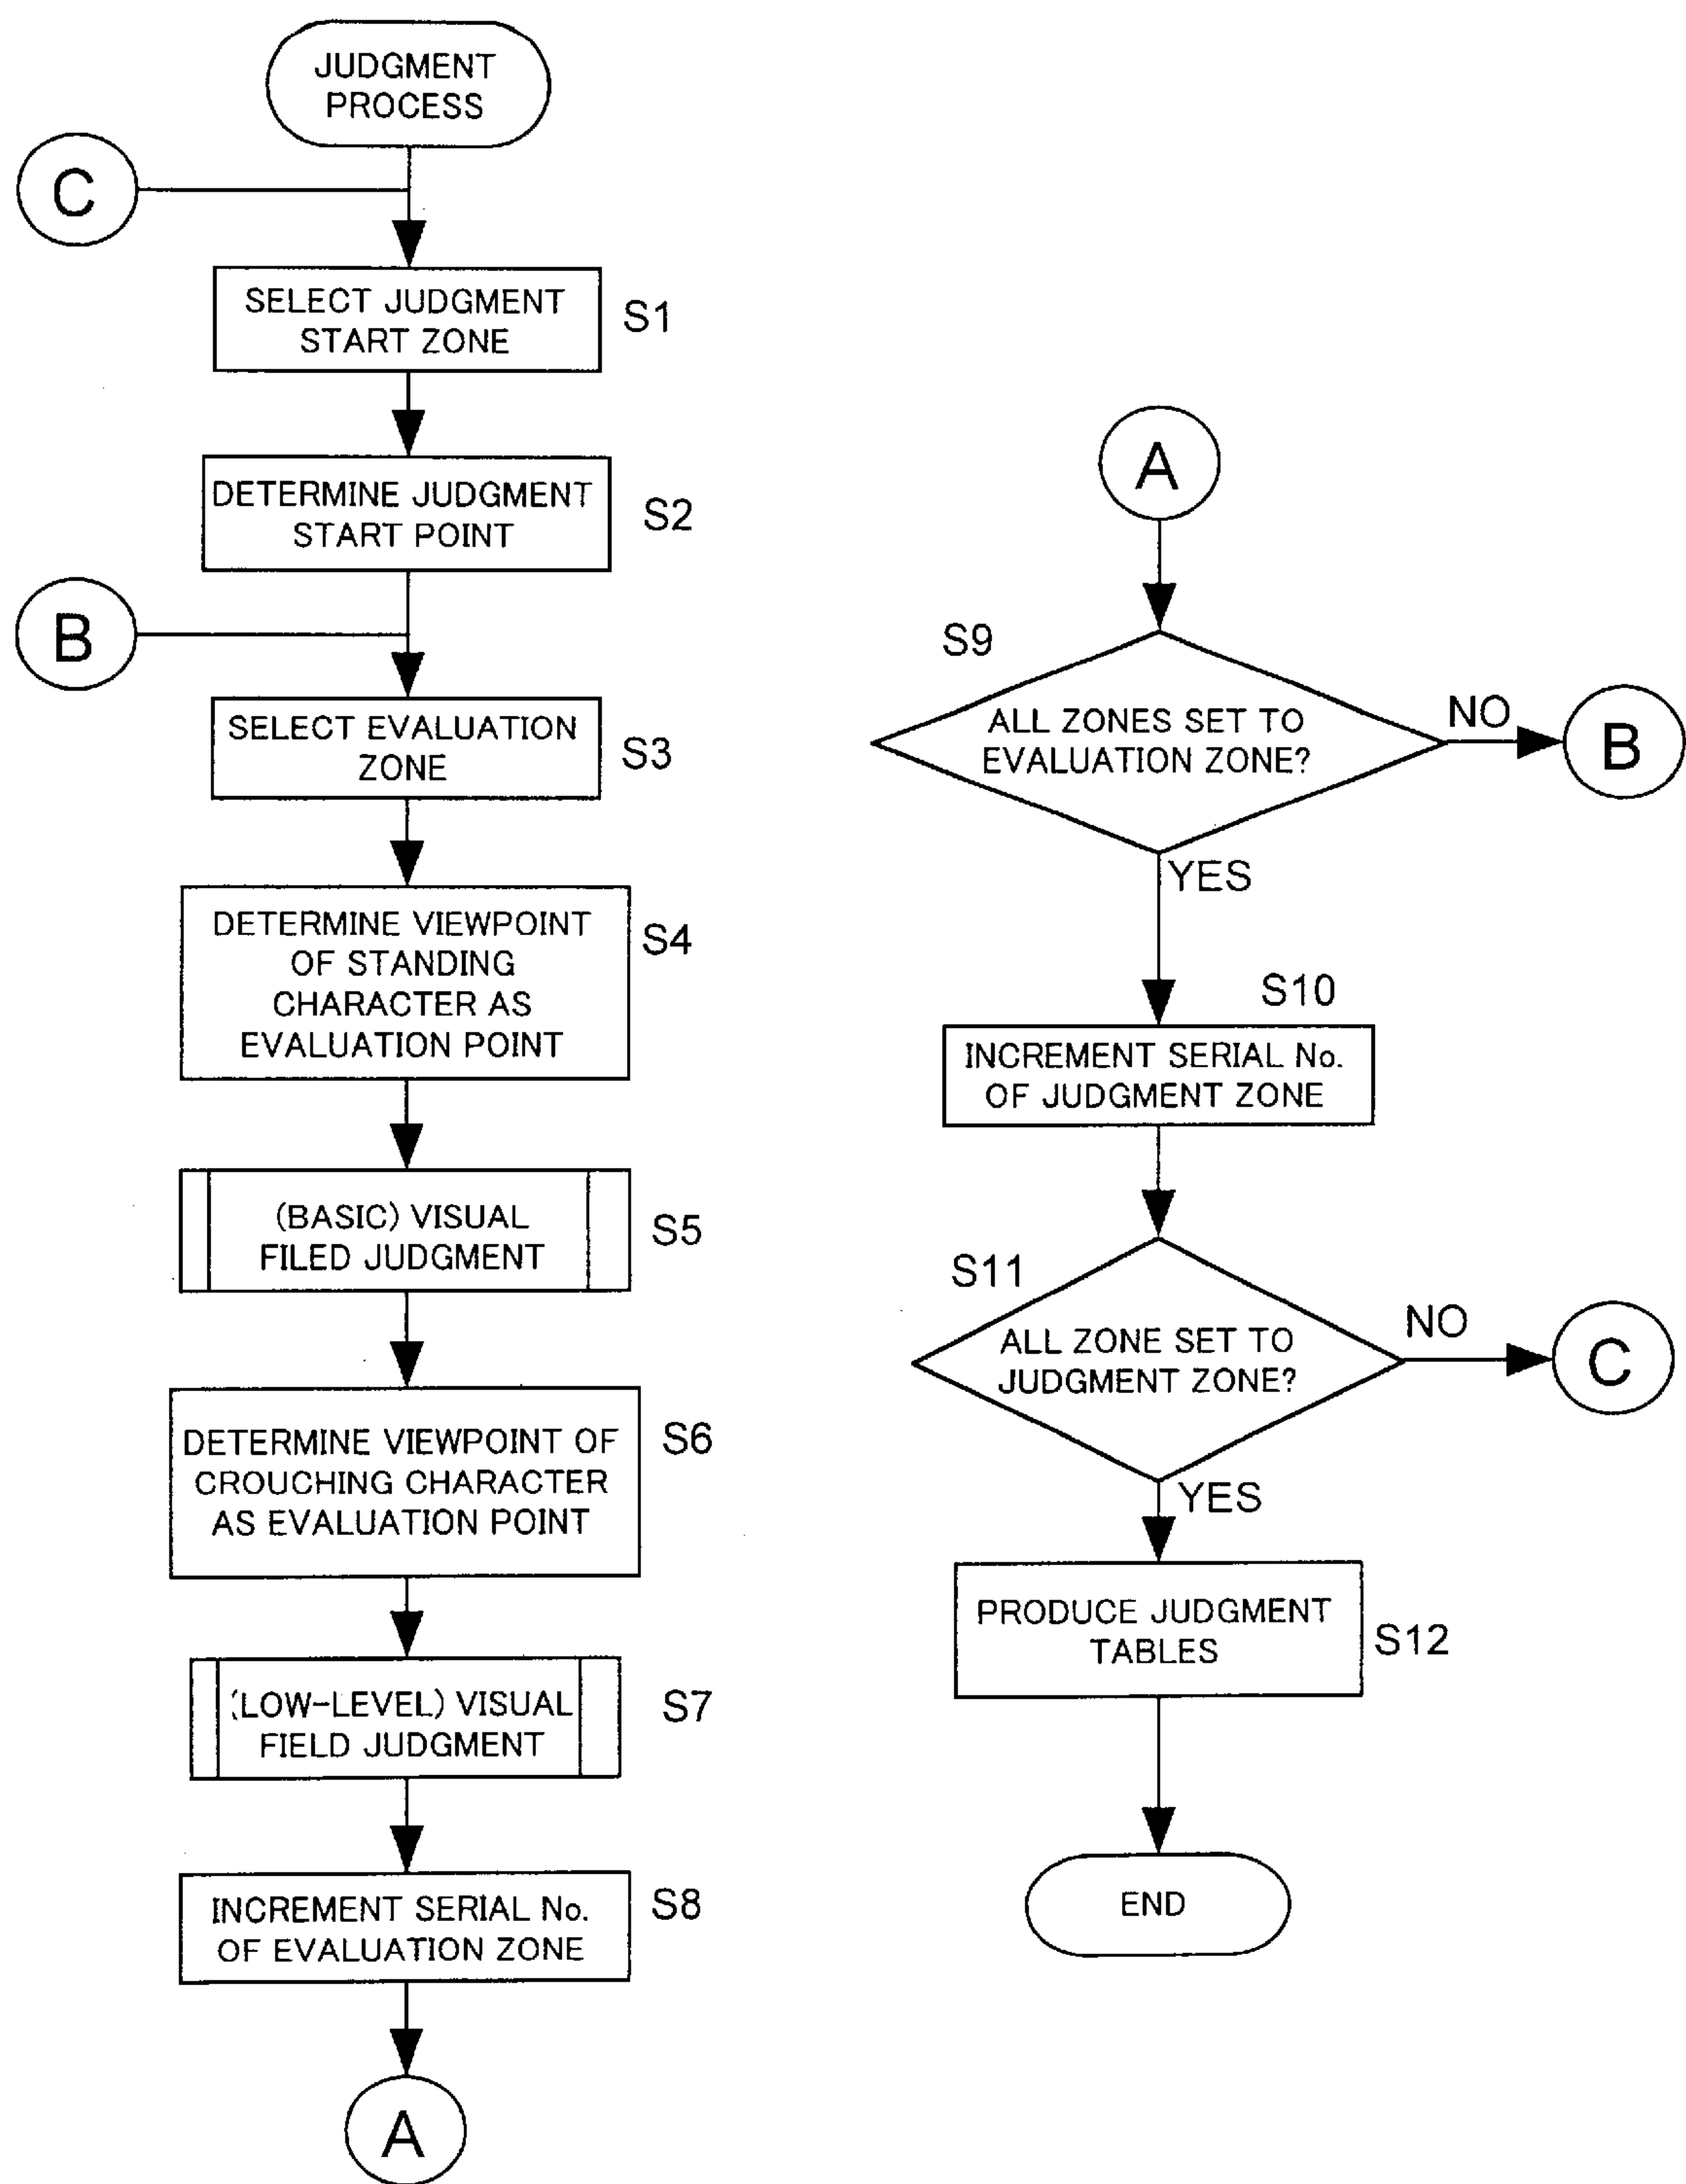 JUDGMENT
PROCESS
C
SELECT JUDGMENT
START ZONE
S1
DETERMINE JUDGMENT
START POINT
S2
B
SELECT EVALUATION
ZONE
S3
DETERMINE VIEWPOINT
OF STANDING
CHARACTER AS
EVALUATION POINT
S4
(BASIC) VISUAL
FILED JUDGMENT
S5
DETERMINE VIEWPOINT OF
CROUCHING CHARACTER
AS EVALUATION POINT
S6
(LOW-LEVEL) VISUAL
FIELD JUDGMENT
S7
INCREMENT SERIAL No.
OF EVALUATION ZONE
S8
A
A
S9
ALL ZONES SET TO
EVALUATION ZONE?
NO
B
YES
S10
INCREMENT SERIAL No.
OF JUDGMENT ZONE
S11
ALL ZONE SET TO
JUDGMENT ZONE?
NO
C
YES
PRODUCE JUDGMENT
TABLES
S12
END